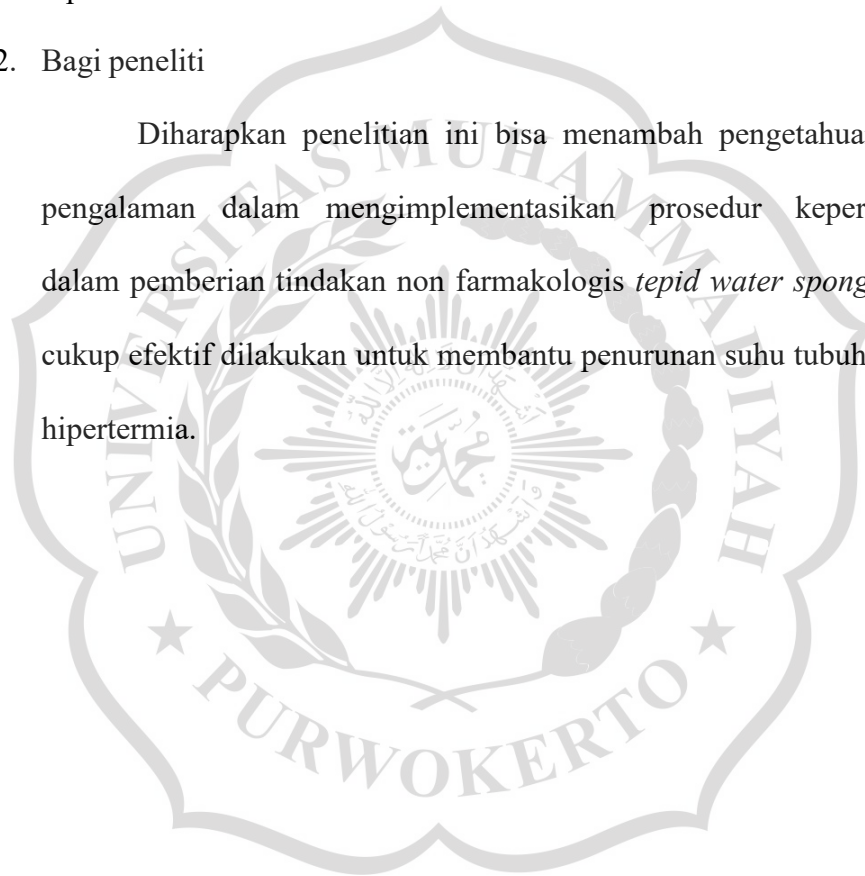 2. Bagi peneliti
Diharapkan penelitian ini bisa menambah pengetahua
pengalaman dalam mengimplementasikan prosedur keper
dalam pemberian tindakan non farmakologis tepid water spong
cukup efektif dilakukan untuk membantu penurunan suhu tubuh
hipertermia.
UNIVERSITAS MUHAMMADIYAH
PURWOKERTO